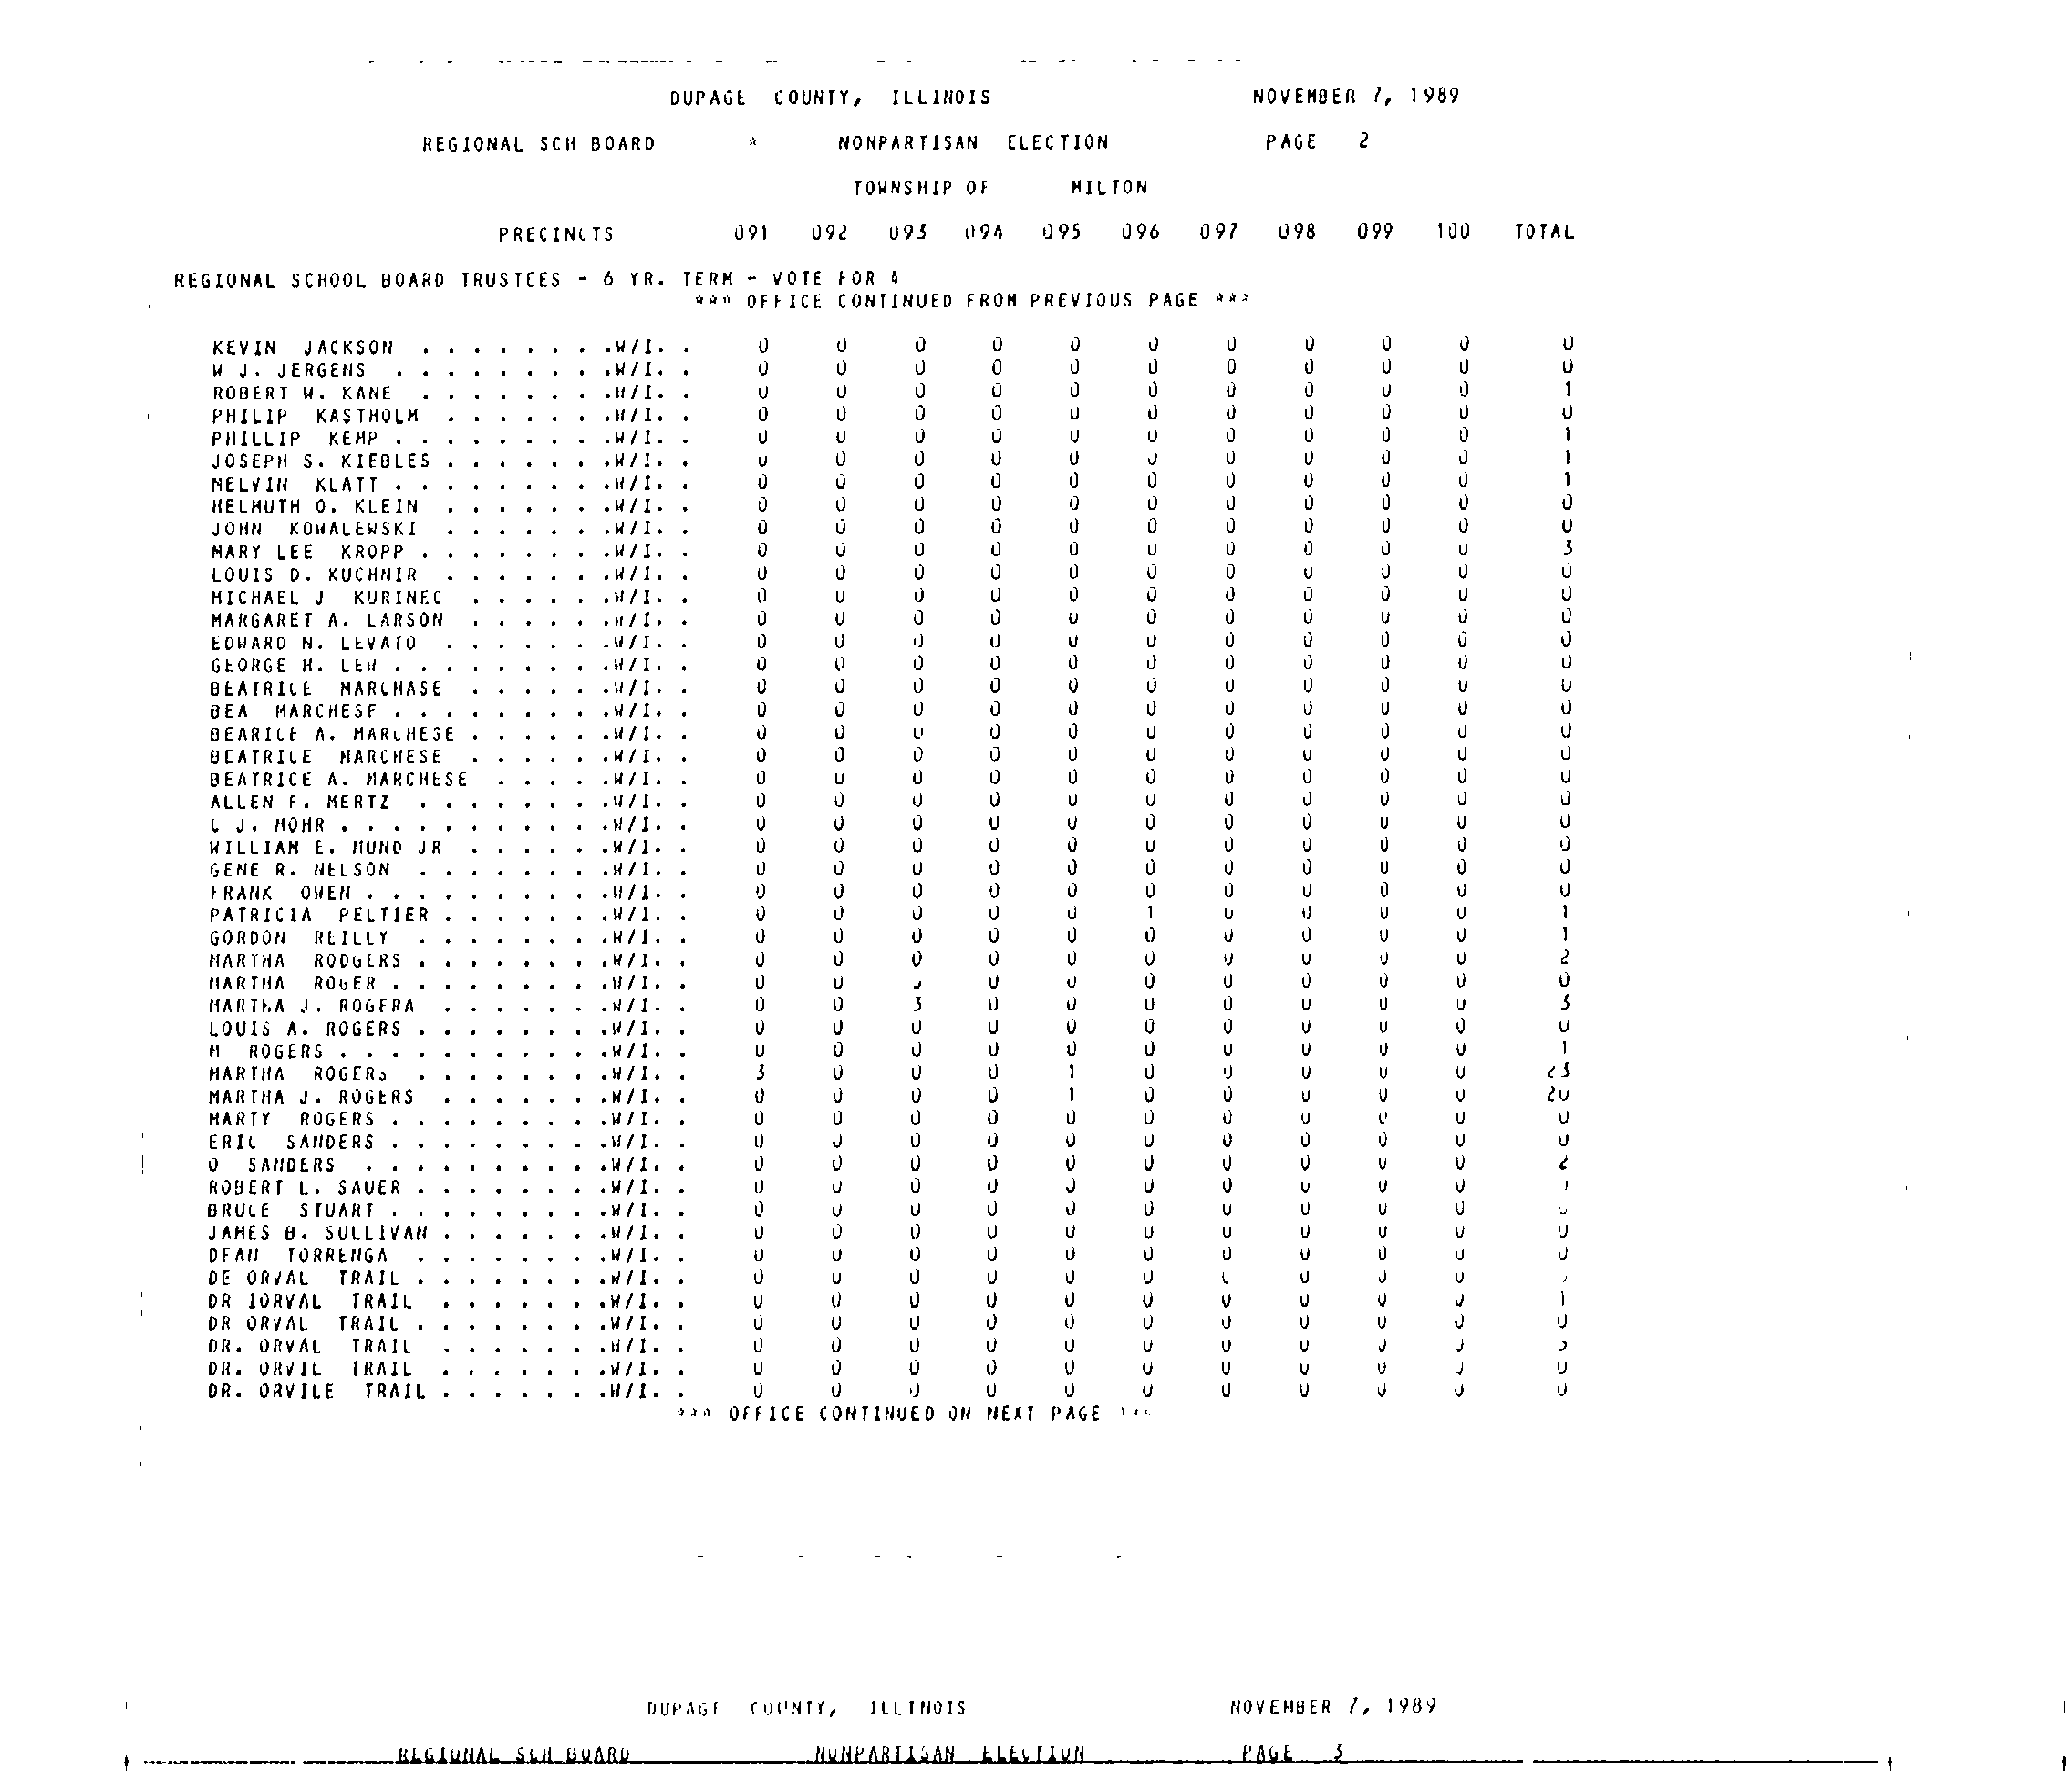 DUPAGE COUNTY, ILLINOIS NOVEMBER 7, 1989
REGIONAL SCH BOARD * NONPARTISAN ELECTION PAGE 2
TOWNSHIP OF MILTON
PRECINCTS 091 092 093 094 095 096 097 098 099 100 TOTAL
REGIONAL SCHOOL BOARD TRUSTEES - 6 YR. TERM - VOTE FOR 4
*** OFFICE CONTINUED FROM PREVIOUS PAGE ***
KEVIN JACKSON . . . . . . . .W/I. . 0 0 0 0 0 0 0 0 0 0 0
W J. JERGENS . . . . . . . . .W/I. . 0 0 0 0 0 0 0 0 0 0 0
ROBERT W. KANE . . . . . . . .W/I. . 0 0 0 0 0 0 0 0 0 0 1
PHILIP KASTHOLM . . . . . . .W/I. . 0 0 0 0 0 0 0 0 0 0 0
PHILLIP KEMP . . . . . . . . .W/I. . 0 0 0 0 0 0 0 0 0 0 1
JOSEPH S. KIEBLES . . . . . . .W/I. . 0 0 0 0 0 0 0 0 0 0 1
MELVIN KLATT . . . . . . . . .W/I. . 0 0 0 0 0 0 0 0 0 0 1
HELMUTH O. KLEIN . . . . . . .W/I. . 0 0 0 0 0 0 0 0 0 0 0
JOHN KOWALEWSKI . . . . . . .W/I. . 0 0 0 0 0 0 0 0 0 0 0
MARY LEE KROPP . . . . . . . .W/I. . 0 0 0 0 0 0 0 0 0 0 3
LOUIS D. KUCHNIR . . . . . . .W/I. . 0 0 0 0 0 0 0 0 0 0 0
MICHAEL J KURINEC . . . . . .W/I. . 0 0 0 0 0 0 0 0 0 0 0
MARGARET A. LARSON . . . . . .W/I. . 0 0 0 0 0 0 0 0 0 0 0
EDWARD N. LEVATO . . . . . . .W/I. . 0 0 0 0 0 0 0 0 0 0 0
GEORGE H. LEW . . . . . . . . .W/I. . 0 0 0 0 0 0 0 0 0 0 0
BEATRICE MARCHASE . . . . . .W/I. . 0 0 0 0 0 0 0 0 0 0 0
BEA MARCHESE . . . . . . . . .W/I. . 0 0 0 0 0 0 0 0 0 0 0
BEARICE A. MARCHESE . . . . . .W/I. . 0 0 0 0 0 0 0 0 0 0 0
BEATRICE MARCHESE . . . . . .W/I. . 0 0 0 0 0 0 0 0 0 0 0
BEATRICE A. MARCHESE . . . . .W/I. . 0 0 0 0 0 0 0 0 0 0 0
ALLEN F. MERTZ . . . . . . . .W/I. . 0 0 0 0 0 0 0 0 0 0 0
J. MOHR . . . . . . . . . . .W/I. . 0 0 0 0 0 0 0 0 0 0 0
WILLIAM E. MUND JR . . . . . .W/I. . 0 0 0 0 0 0 0 0 0 0 0
GENE R. NELSON . . . . . . . .W/I. . 0 0 0 0 0 0 0 0 0 0 0
FRANK OWEN . . . . . . . . . .W/I. . 0 0 0 0 0 0 0 0 0 0 0
PATRICIA PELTIER . . . . . . .W/I. . 0 0 0 0 0 1 0 0 0 0 1
GORDON REILLY . . . . . . . .W/I. . 0 0 0 0 0 0 0 0 0 0 1
MARTHA RODGERS . . . . . . . .W/I. . 0 0 0 0 0 0 0 0 0 0 2
MARTHA ROGER . . . . . . . . .W/I. . 0 0 0 0 0 0 0 0 0 0 0
MARTHA J. ROGERA . . . . . . .W/I. . 0 0 3 0 0 0 0 0 0 0 3
LOUIS A. ROGERS . . . . . . . .W/I. . 0 0 0 0 0 0 0 0 0 0 0
M ROGERS . . . . . . . . . . .W/I. . 0 0 0 0 0 0 0 0 0 0 1
MARTHA ROGERS . . . . . . . .W/I. . 3 0 0 0 1 0 0 0 0 0 23
MARTHA J. ROGERS . . . . . . .W/I. . 0 0 0 0 1 0 0 0 0 0 20
MARTY ROGERS . . . . . . . . .W/I. . 0 0 0 0 0 0 0 0 0 0 0
ERIC SANDERS . . . . . . . . .W/I. . 0 0 0 0 0 0 0 0 0 0 0
O SANDERS . . . . . . . . . .W/I. . 0 0 0 0 0 0 0 0 0 0 2
ROBERT L. SAUER . . . . . . . .W/I. . 0 0 0 0 0 0 0 0 0 0
BRUCE STUART . . . . . . . . .W/I. . 0 0 0 0 0 0 0 0 0 0
JAMES B. SULLIVAN . . . . . . .W/I. . 0 0 0 0 0 0 0 0 0 0 0
DEAN TORRENGA . . . . . . . .W/I. . 0 0 0 0 0 0 0 0 0 0 0
DE ORVAL TRAIL . . . . . . . .W/I. . 0 0 0 0 0 0 0 0 0
DR IORVAL TRAIL . . . . . . .W/I. . 0 0 0 0 0 0 0 0 0 0 1
DR ORVAL TRAIL . . . . . . . .W/I. . 0 0 0 0 0 0 0 0 0 0 0
DR. ORVAL TRAIL . . . . . . .W/I. . 0 0 0 0 0 0 0 0 0 0
DR. ORVIL TRAIL . . . . . . .W/I. . 0 0 0 0 0 0 0 0 0 0 0
DR. ORVILE TRAIL . . . . . . .W/I. . 0 0 0 0 0 0 0 0 0 0 0
*** OFFICE CONTINUED ON NEXT PAGE ***
DUPAGE COUNTY, ILLINOIS NOVEMBER 7, 1989
REGIONAL SCH BOARD NONPARTISAN ELECTION PAGE 3